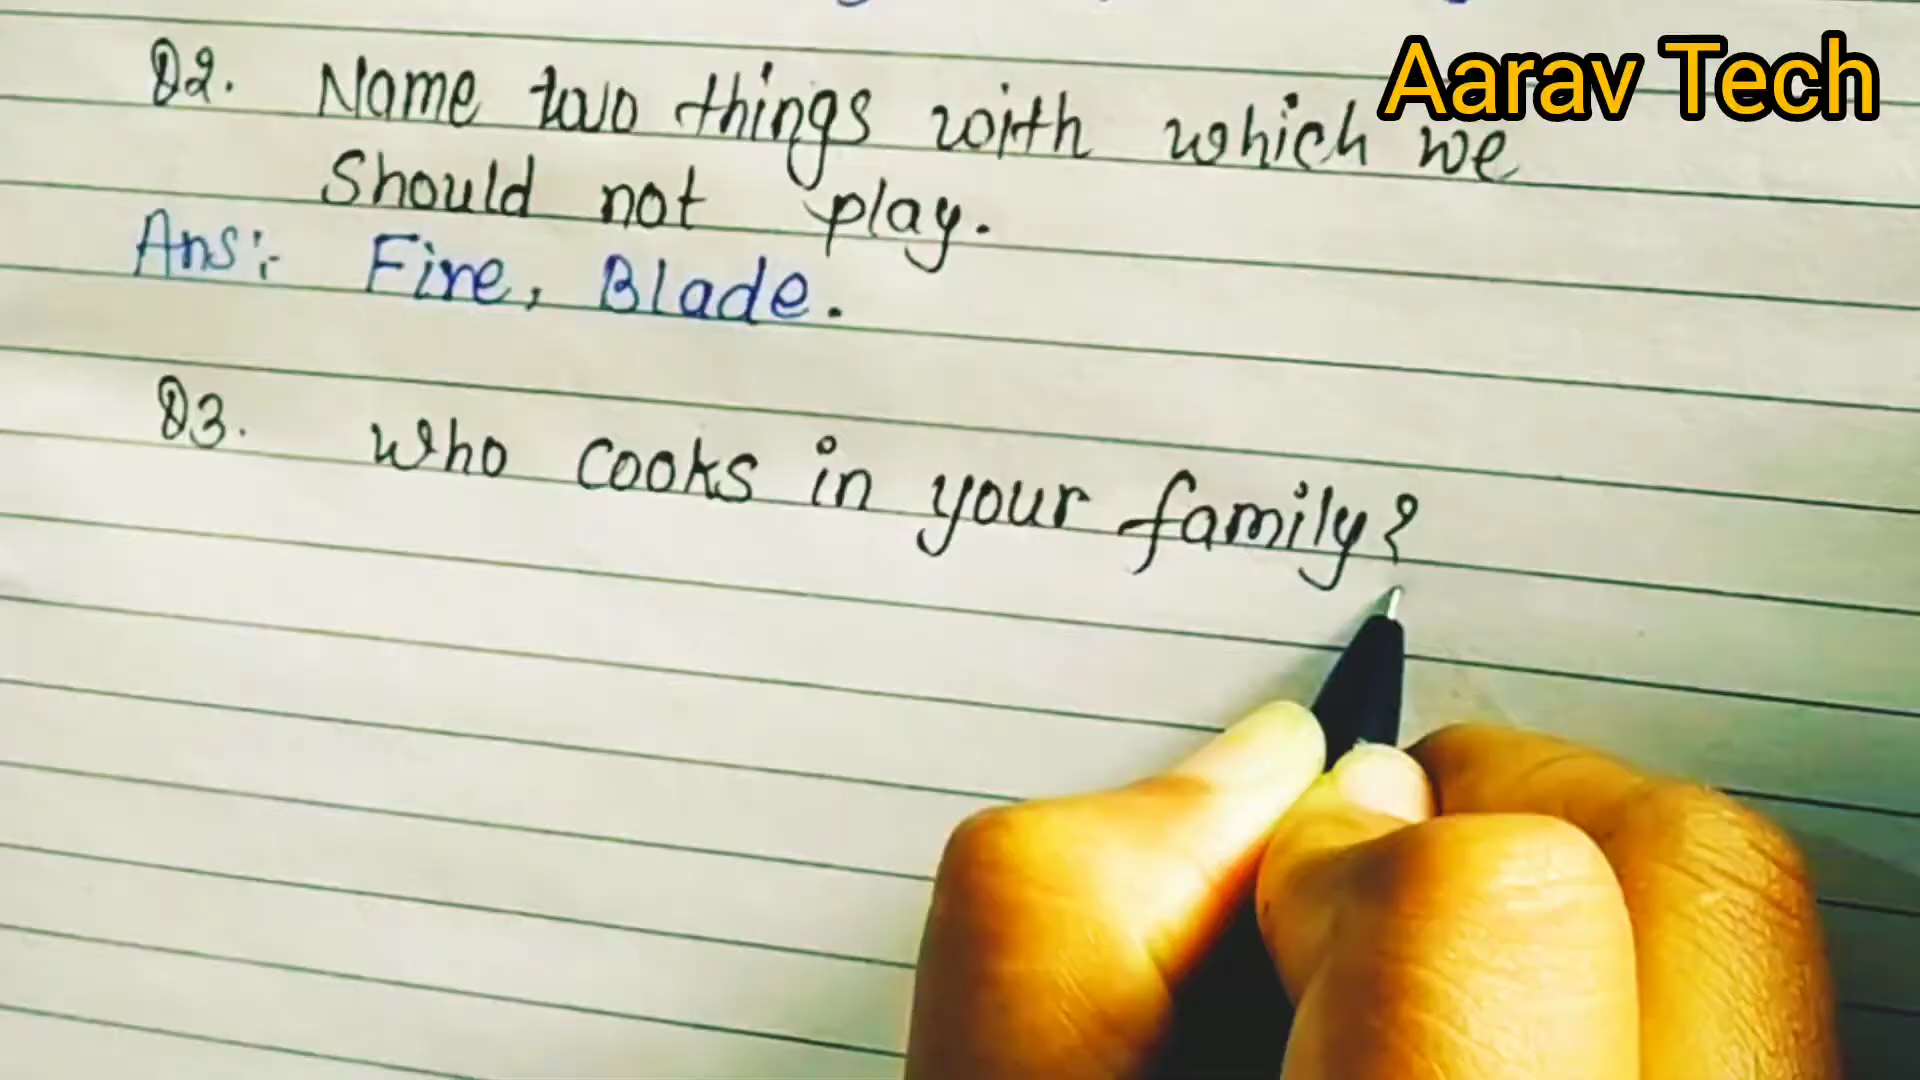 Aarav Tech
Q2. Name two things with which we
Should not play.
Ans:- Fire, Blade.
Q3. Who cooks in your family?